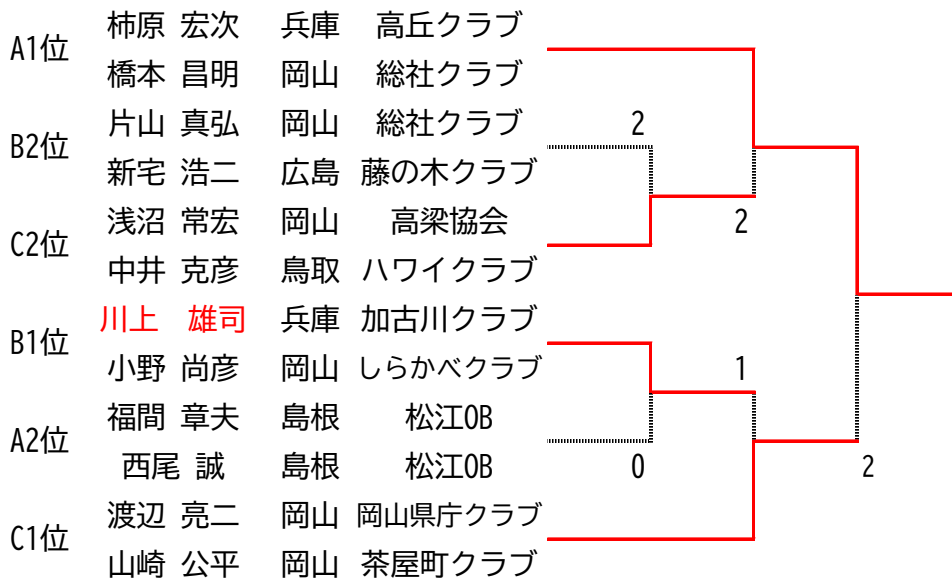 柿原 宏次 兵庫 高丘クラブ
A1位
橋本 昌明 岡山 総社クラブ
片山 真弘 岡山 総社クラブ 2
B2位
新宅 浩二 広島 藤の木クラブ
浅沼 常宏 岡山 高梁協会 2
C2位
中井 克彦 鳥取 ハワイクラブ
川上 雄司 兵庫 加古川クラブ
B1位
小野 尚彦 岡山 しらかべクラブ 1
福間 章夫 島根 松江OB
A2位
西尾 誠 島根 松江OB 0 2
渡辺 亮二 岡山 岡山県庁クラブ
C1位
山崎 公平 岡山 茶屋町クラブ